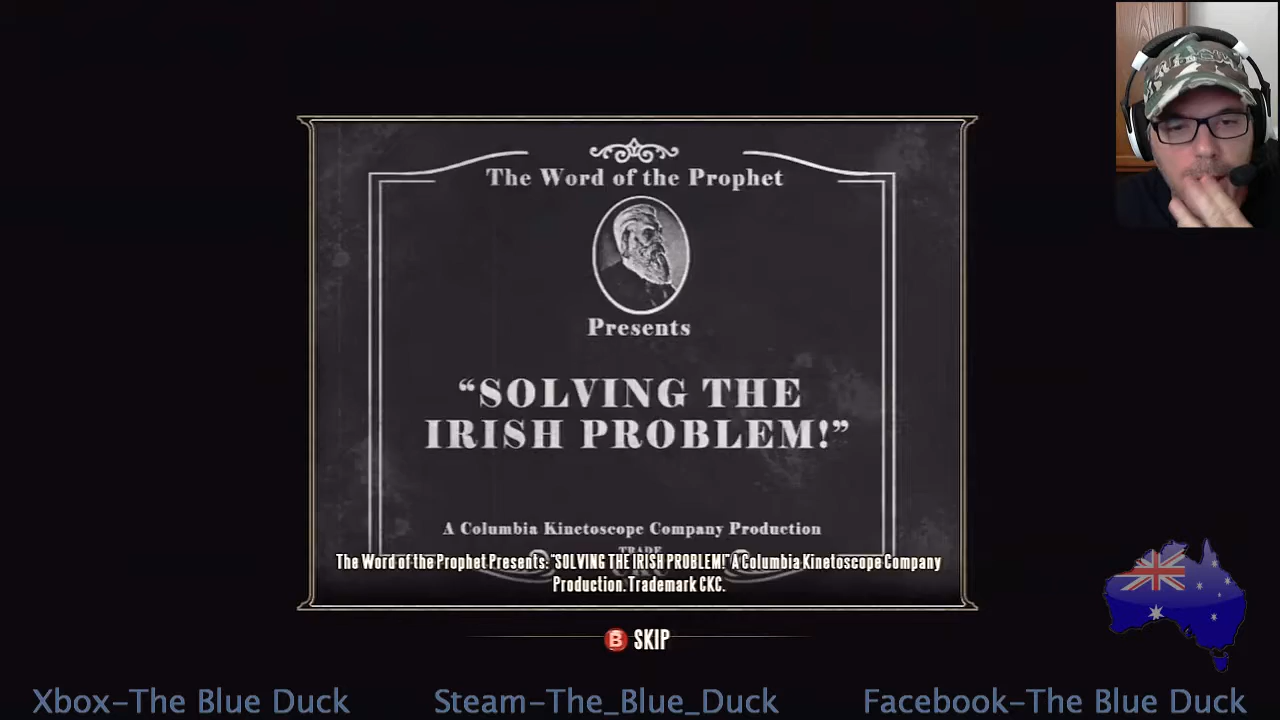 The Word of the Prophet
Presents
“SOLVING THE
IRISH PROBLEM!”
A Columbia Kinetoscope Company Production
TRADE
The Word of the Prophet Presents: "SOLVING THE IRISH PROBLEM!" A Columbia Kinetoscope Company
Production. Trademark CKC.
B SKIP
Xbox-The Blue Duck
Steam-The_Blue_Duck
Facebook-The Blue Duck